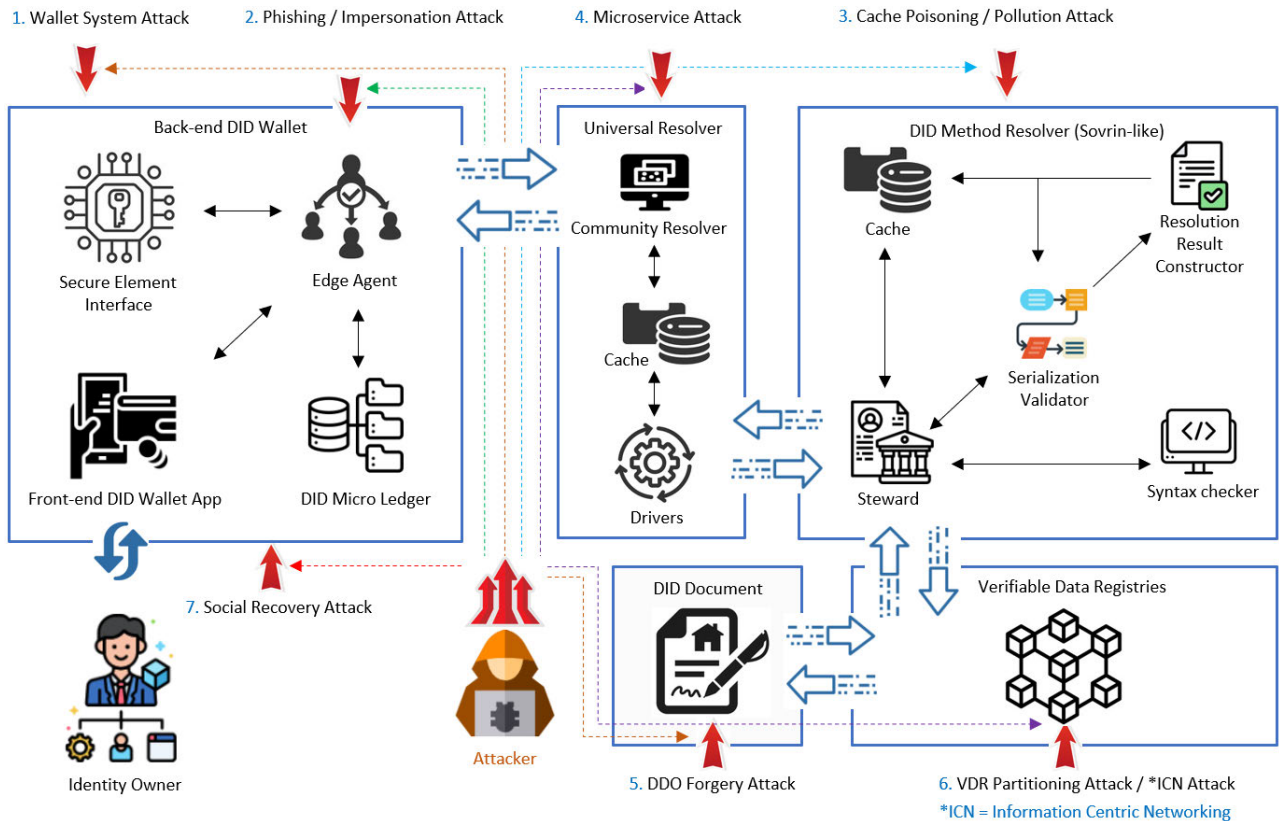 1. Wallet System Attack
2. Phishing / Impersonation Attack
4. Microservice Attack
3. Cache Poisoning / Pollution Attack
Back-end DID Wallet
Secure Element
Interface
Edge Agent
Front-end DID Wallet App
DID Micro Ledger
Universal Resolver
Community Resolver
Cache
Drivers
DID Method Resolver (Sovrin-like)
Cache
Resolution
Result
Constructor
Serialization
Validator
Steward
Syntax checker
7. Social Recovery Attack
Identity Owner
Attacker
DID Document
Verifiable Data Registries
5. DDO Forgery Attack
6. VDR Partitioning Attack / *ICN Attack
*ICN = Information Centric Networking